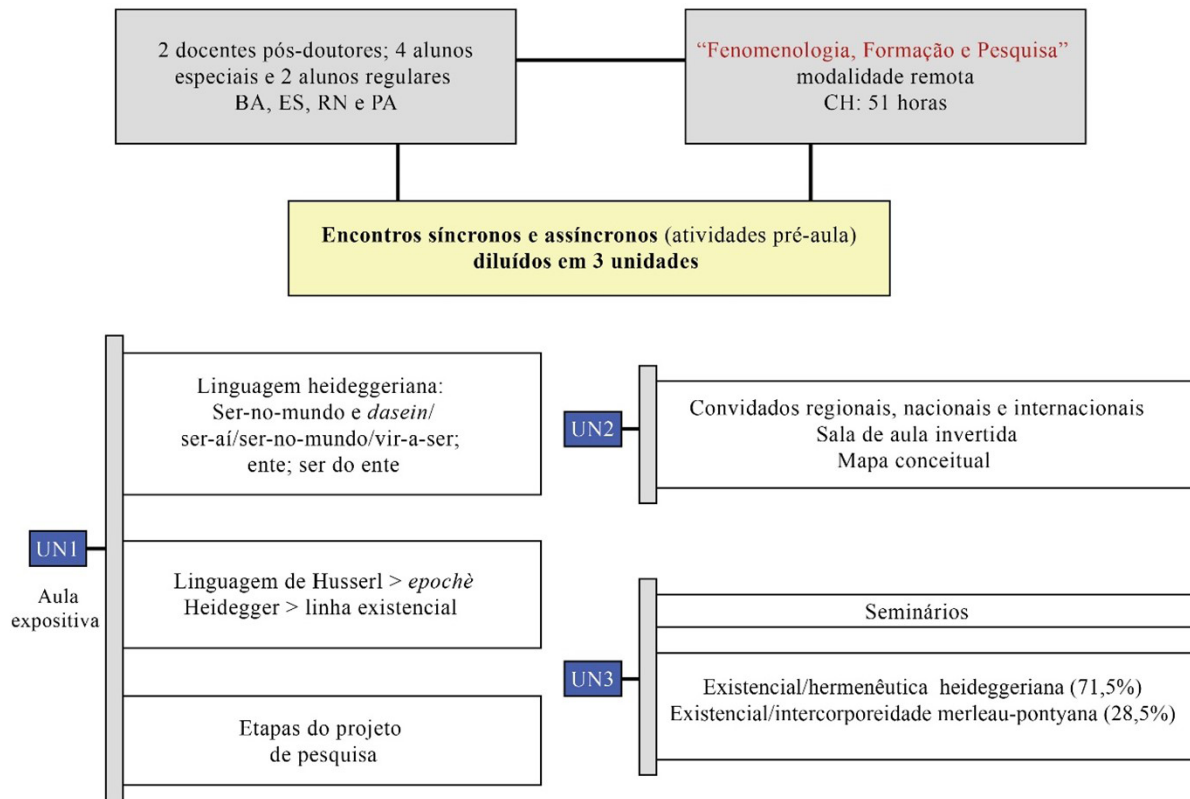 2 docentes pós-doutores; 4 alunos
especiais e 2 alunos regulares
BA, ES, RN e PA
“Fenomenologia, Formação e Pesquisa”
modalidade remota
CH: 51 horas
Encontros síncronos e assíncronos (atividades pré-aula)
diluídos em 3 unidades
UN1
Aula
expositiva
Linguagem heideggeriana:
Ser-no-mundo e dasein/
ser-aí/ser-no-mundo/vir-a-ser;
ente; ser do ente
Linguagem de Husserl > epochè
Heidegger > linha existencial
Etapas do projeto
de pesquisa
UN2
Convidados regionais, nacionais e internacionais
Sala de aula invertida
Mapa conceitual
UN3
Seminários
Existencial/hermenêutica heideggeriana (71,5%)
Existencial/intercorporeidade merleau-pontyana (28,5%)